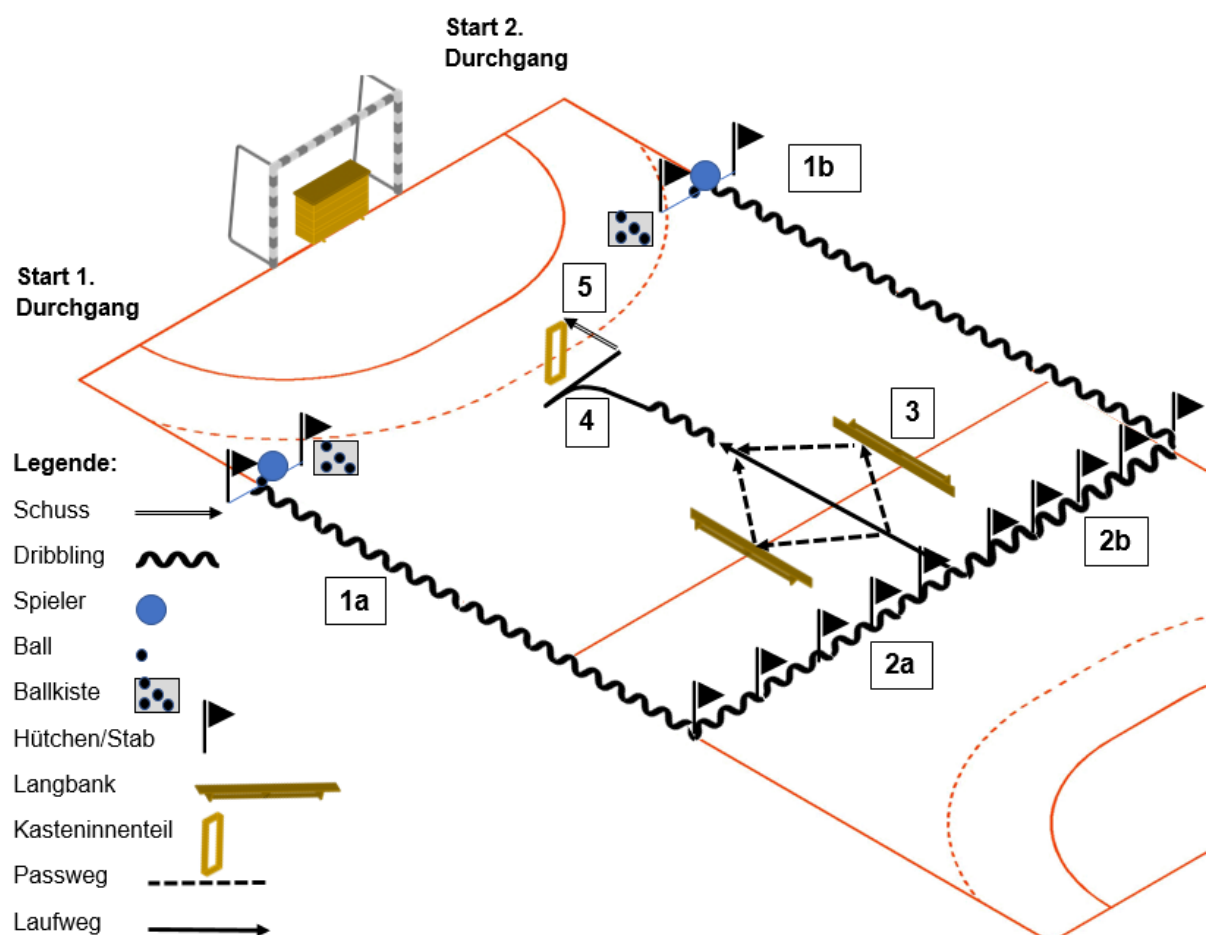 Start 2.
Durchgang
1b
Start 1.
Durchgang
5
4
3
Legende:
Schuss
Dribbling
Spieler
1a
2b
Ball
2a
Ballkiste
Hütchen/Stab
Langbank
Kasteninnenteil
Passweg
Laufweg